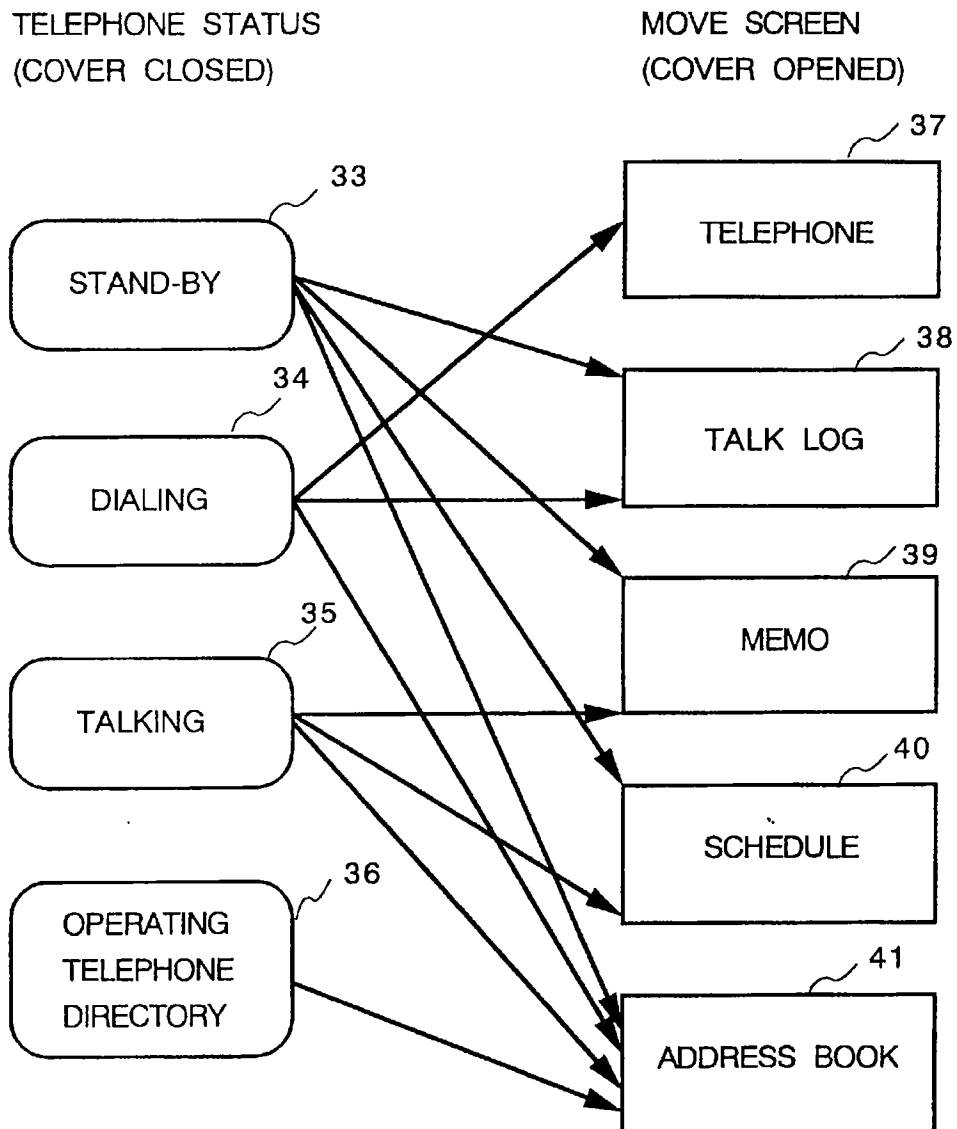 TELEPHONE STATUS
(COVER CLOSED)
MOVE SCREEN
(COVER OPENED)
33
STAND-BY
34
DIALING
35
TALKING
36
OPERATING
TELEPHONE
DIRECTORY
37
TELEPHONE
38
TALK LOG
39
MEMO
40
SCHEDULE
41
ADDRESS BOOK